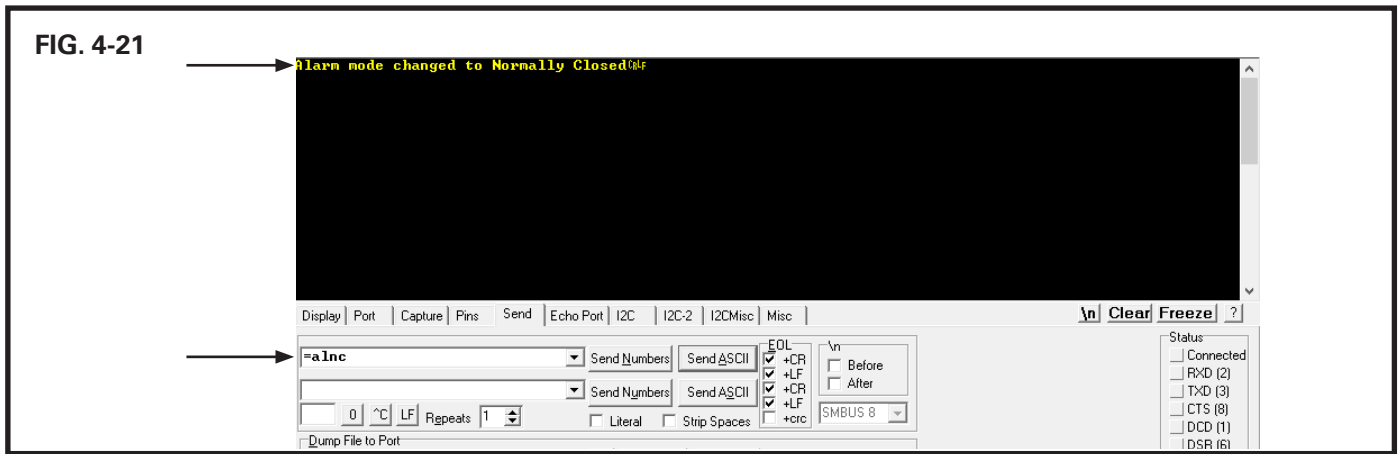 FIG. 4-21
Alarm mode changed to Normally ClosedCRLF
Display Port Capture Pins Send Echo Port I2C I2C-2 I2CMisc Misc \n Clear Freeze ?
=alnc Send Numbers Send ASCII
Send Numbers Send ASCII
0 ^C LF Repeats 1 Literal Strip Spaces
EOL
+CR
+LF
+CR
+LF
+crc
\n
Before
After
SMBUS 8
Status
Connected
RXD (2)
TXD (3)
CTS (8)
DCD (1)
DSR (6)
Dump File to Port